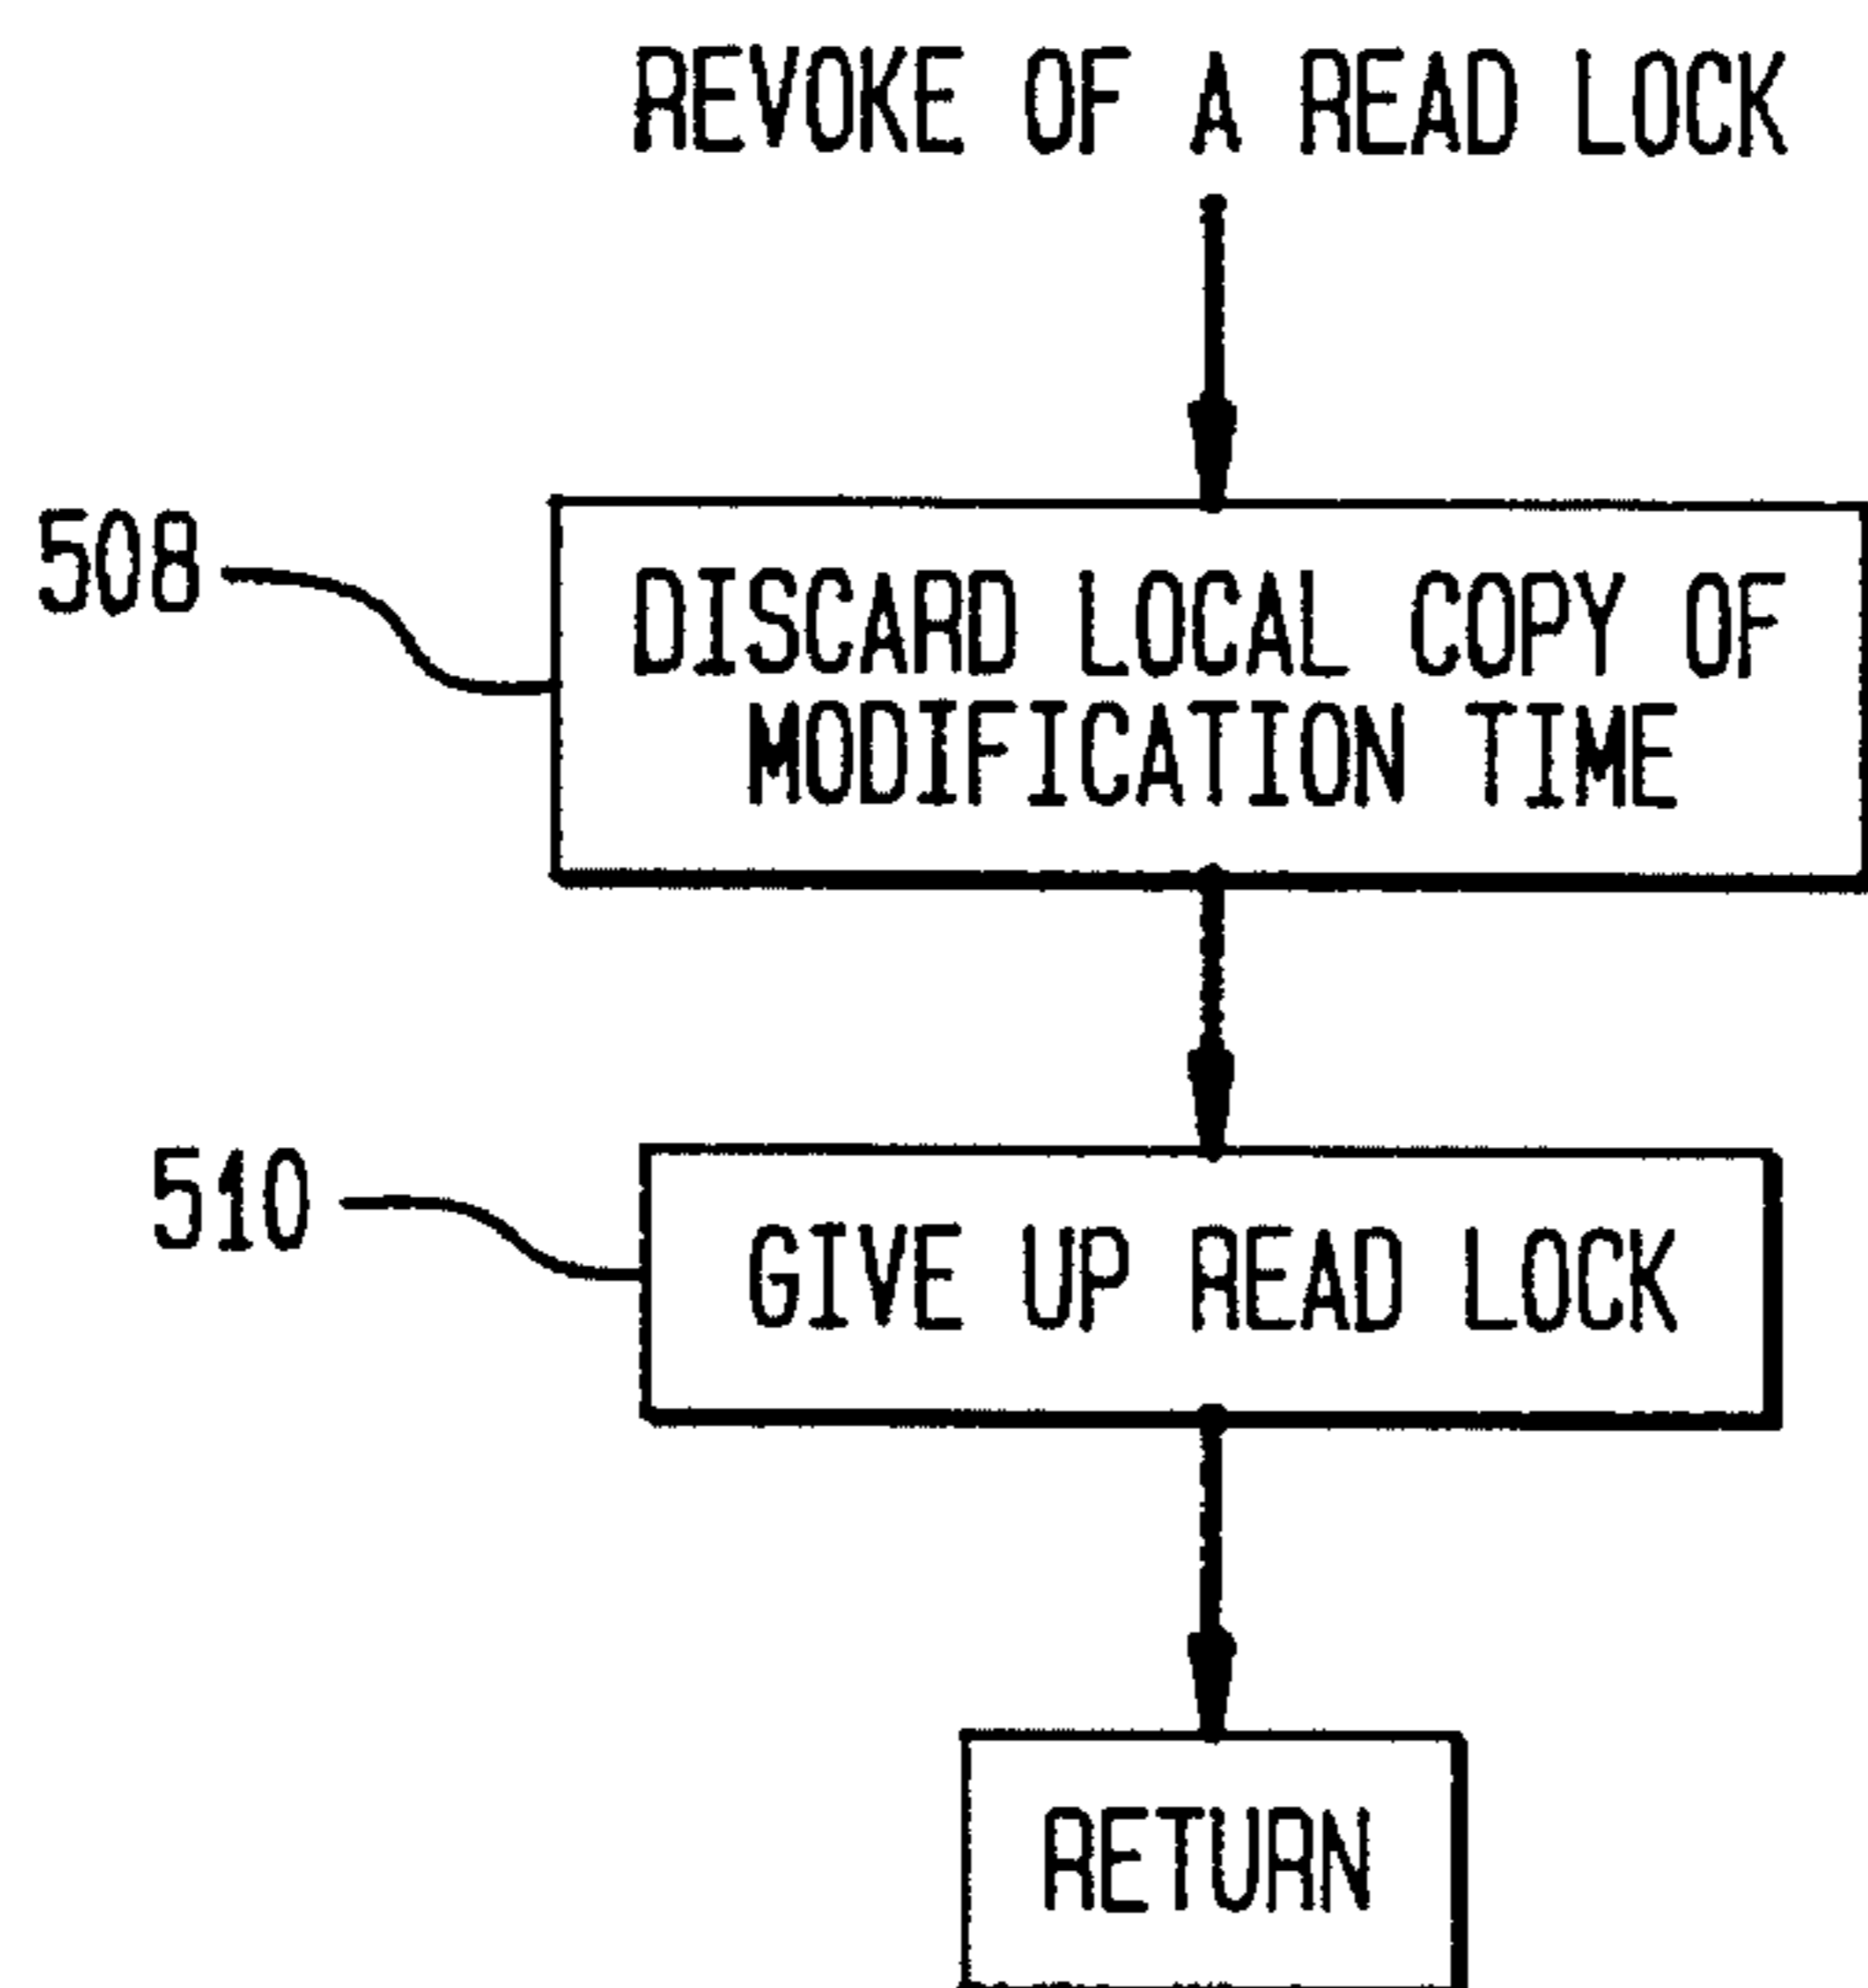 REVOKE OF A READ LOCK
508
DISCARD LOCAL COPY OF
MODIFICATION TIME
510
GIVE UP READ LOCK
RETURN